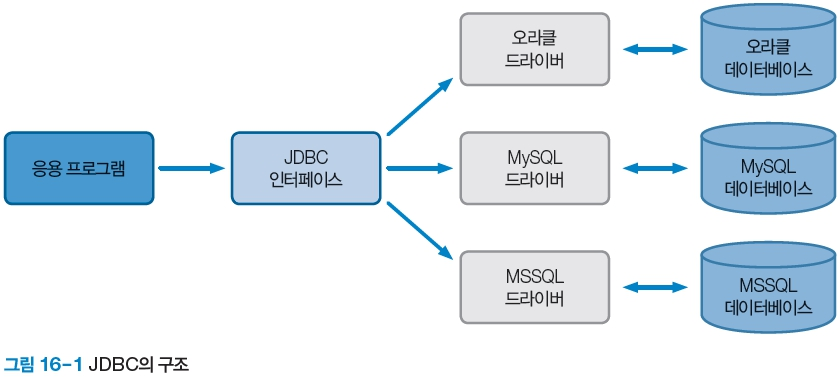 오라클
드라이버
오라클
데이터베이스
응용 프로그램
JDBC
인터페이스
MySQL
드라이버
MySQL
데이터베이스
MSSQL
드라이버
MSSQL
데이터베이스
그림 16-1 JDBC의 구조